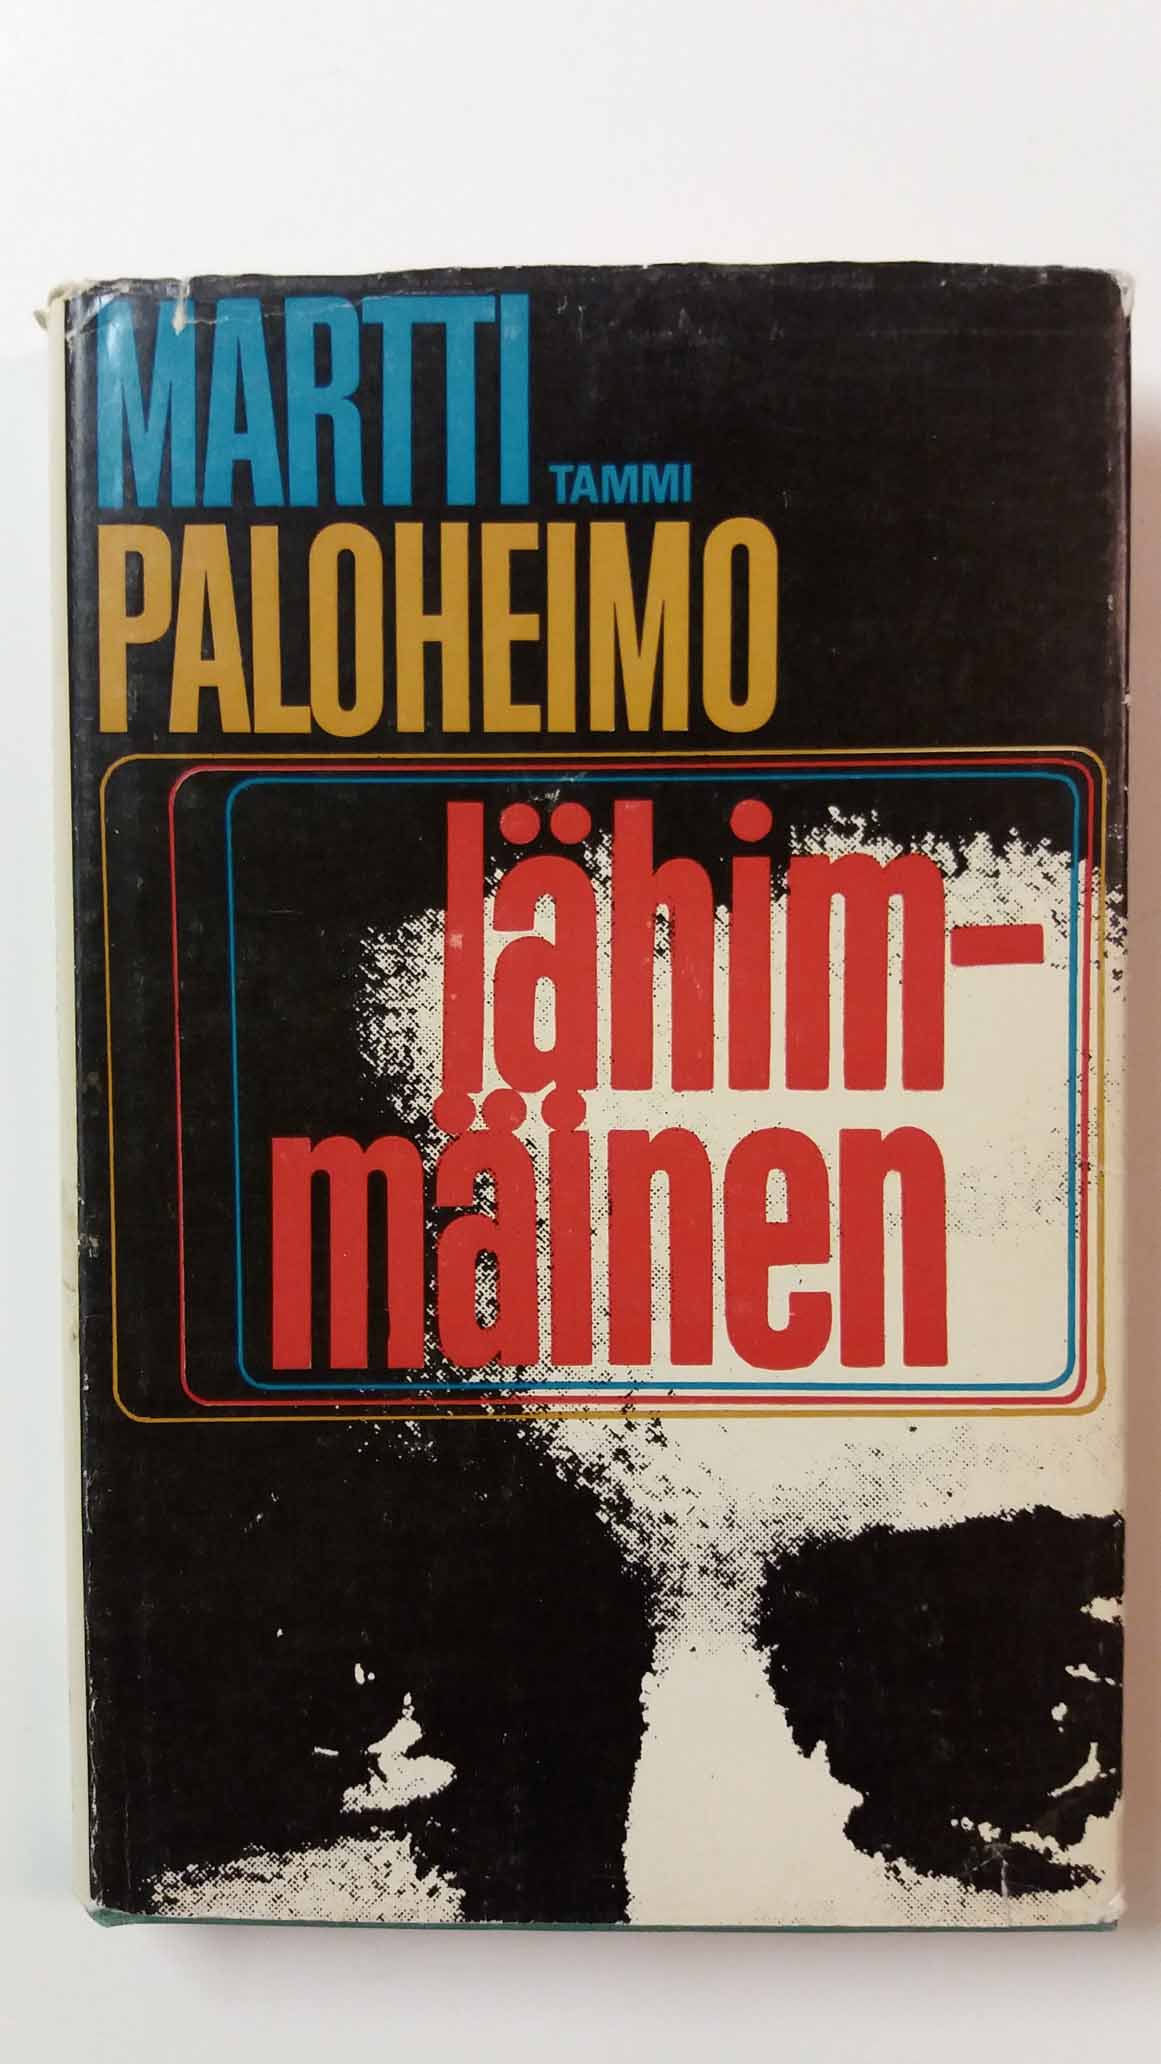 MARTTI TAMMI
PALOHEIMO
lähim-
mäinen